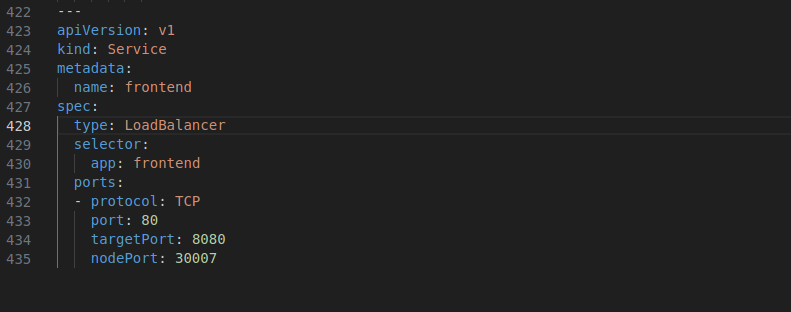 422 ---
423 apiVersion: v1
424 kind: Service
425 metadata:
426   name: frontend
427 spec:
428   type: LoadBalancer
429   selector:
430     app: frontend
431   ports:
432   - protocol: TCP
433     port: 80
434     targetPort: 8080
435     nodePort: 30007